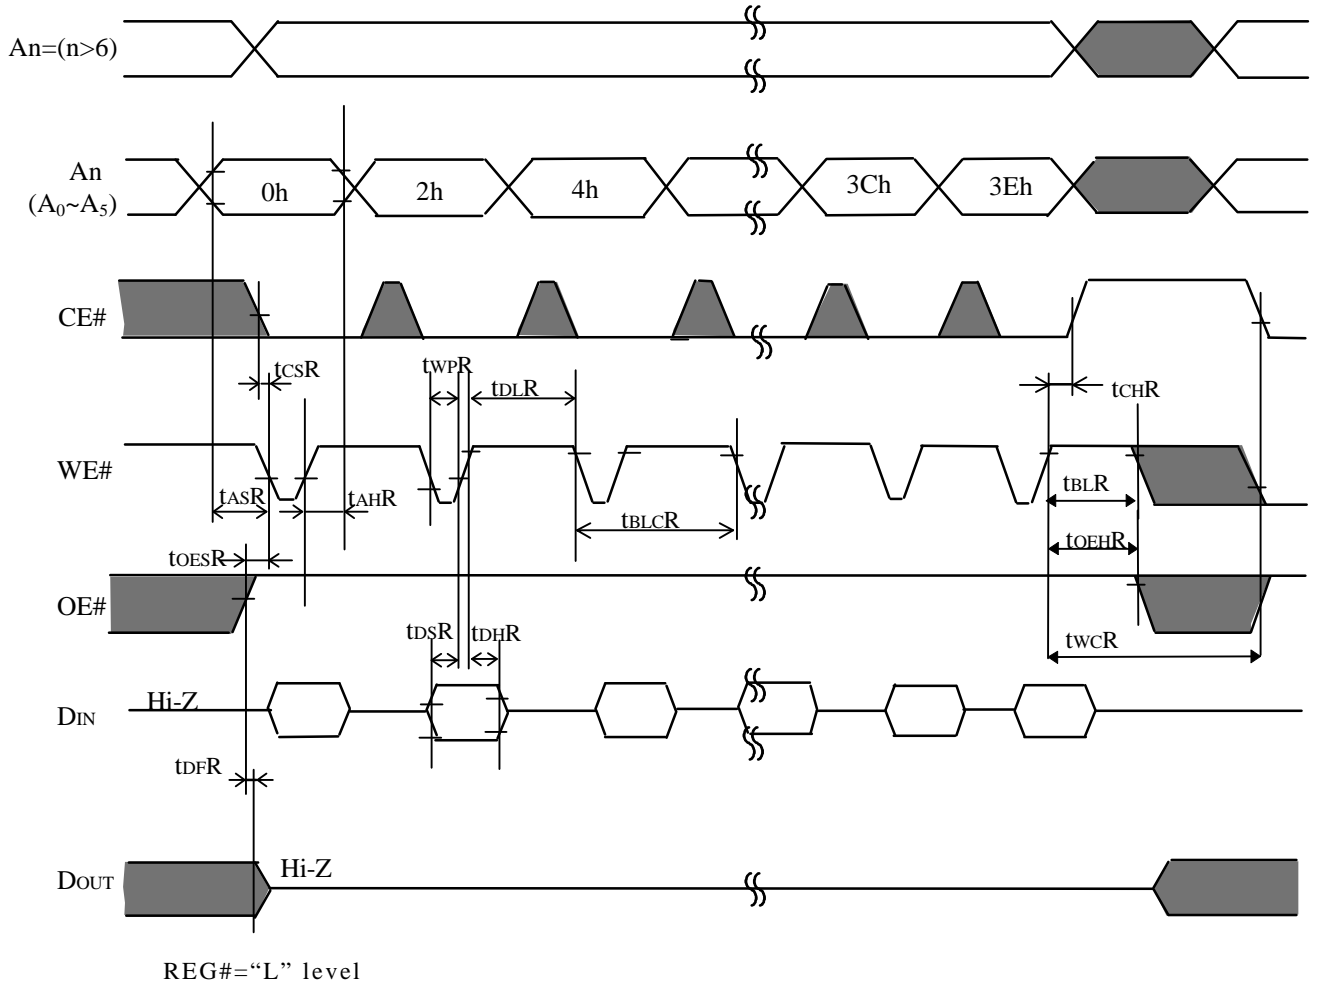 An=(n>6)
An
(A0~A5)
0h
2h
4h
3Ch
3Eh
CE#
tCSR
tWPR
tDLR
tCHR
WE#
tASR
tAHR
tBLCR
tBLR
tOESR
tOEHR
OE#
tDSR
tDHR
tWCR
DIN
Hi-Z
tDFR
DOUT
Hi-Z
REG#=“L” level